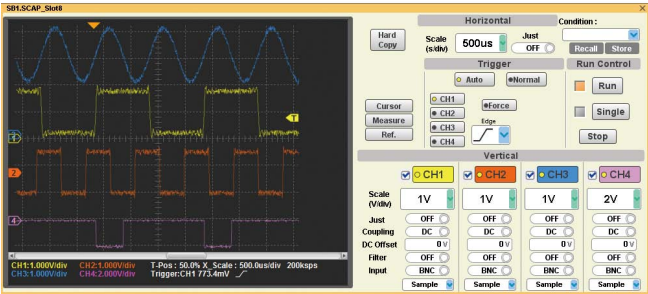 SB1.SCAP_Slot8
Horizontal
Condition :
Hard Copy
Scale (s/div)
500us
Just
OFF
Recall
Store
Trigger
Auto
Normal
CH1
CH2
CH3
CH4
Force
Edge
Run Control
Run
Single
Stop
Cursor
Measure
Ref.
T
2
4
Vertical
CH1
CH2
CH3
CH4
Scale (V/div)
1V
1V
1V
2V
Just
OFF
OFF
OFF
OFF
Coupling
DC
DC
DC
DC
DC Offset
0 V
0 V
0 V
0 V
Filter
OFF
OFF
OFF
OFF
Input
BNC
BNC
BNC
BNC
Sample
Sample
Sample
Sample
CH1:1.000V/div CH2:1.000V/div T-Pos : 50.0% X_Scale : 500.0us/div 200ksps
CH3:1.000V/div CH4:2.000V/div Trigger:CH1 773.4mV